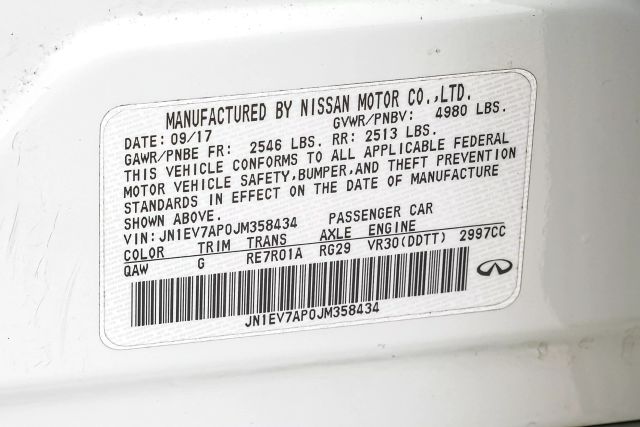 MANUFACTURED BY NISSAN MOTOR CO.,LTD.
DATE: 09/17 GVWR/PNBV: 4980 LBS.
GAWR/PNBE FR: 2546 LBS. RR: 2513 LBS.
THIS VEHICLE CONFORMS TO ALL APPLICABLE FEDERAL
MOTOR VEHICLE SAFETY,BUMPER,AND THEFT PREVENTION
STANDARDS IN EFFECT ON THE DATE OF MANUFACTURE
SHOWN ABOVE.
VIN:JN1EV7AP0JM358434 PASSENGER CAR
COLOR TRIM TRANS AXLE ENGINE
QAW G RE7R01A RG29 VR30(DDTT) 2997CC
JN1EV7AP0JM358434